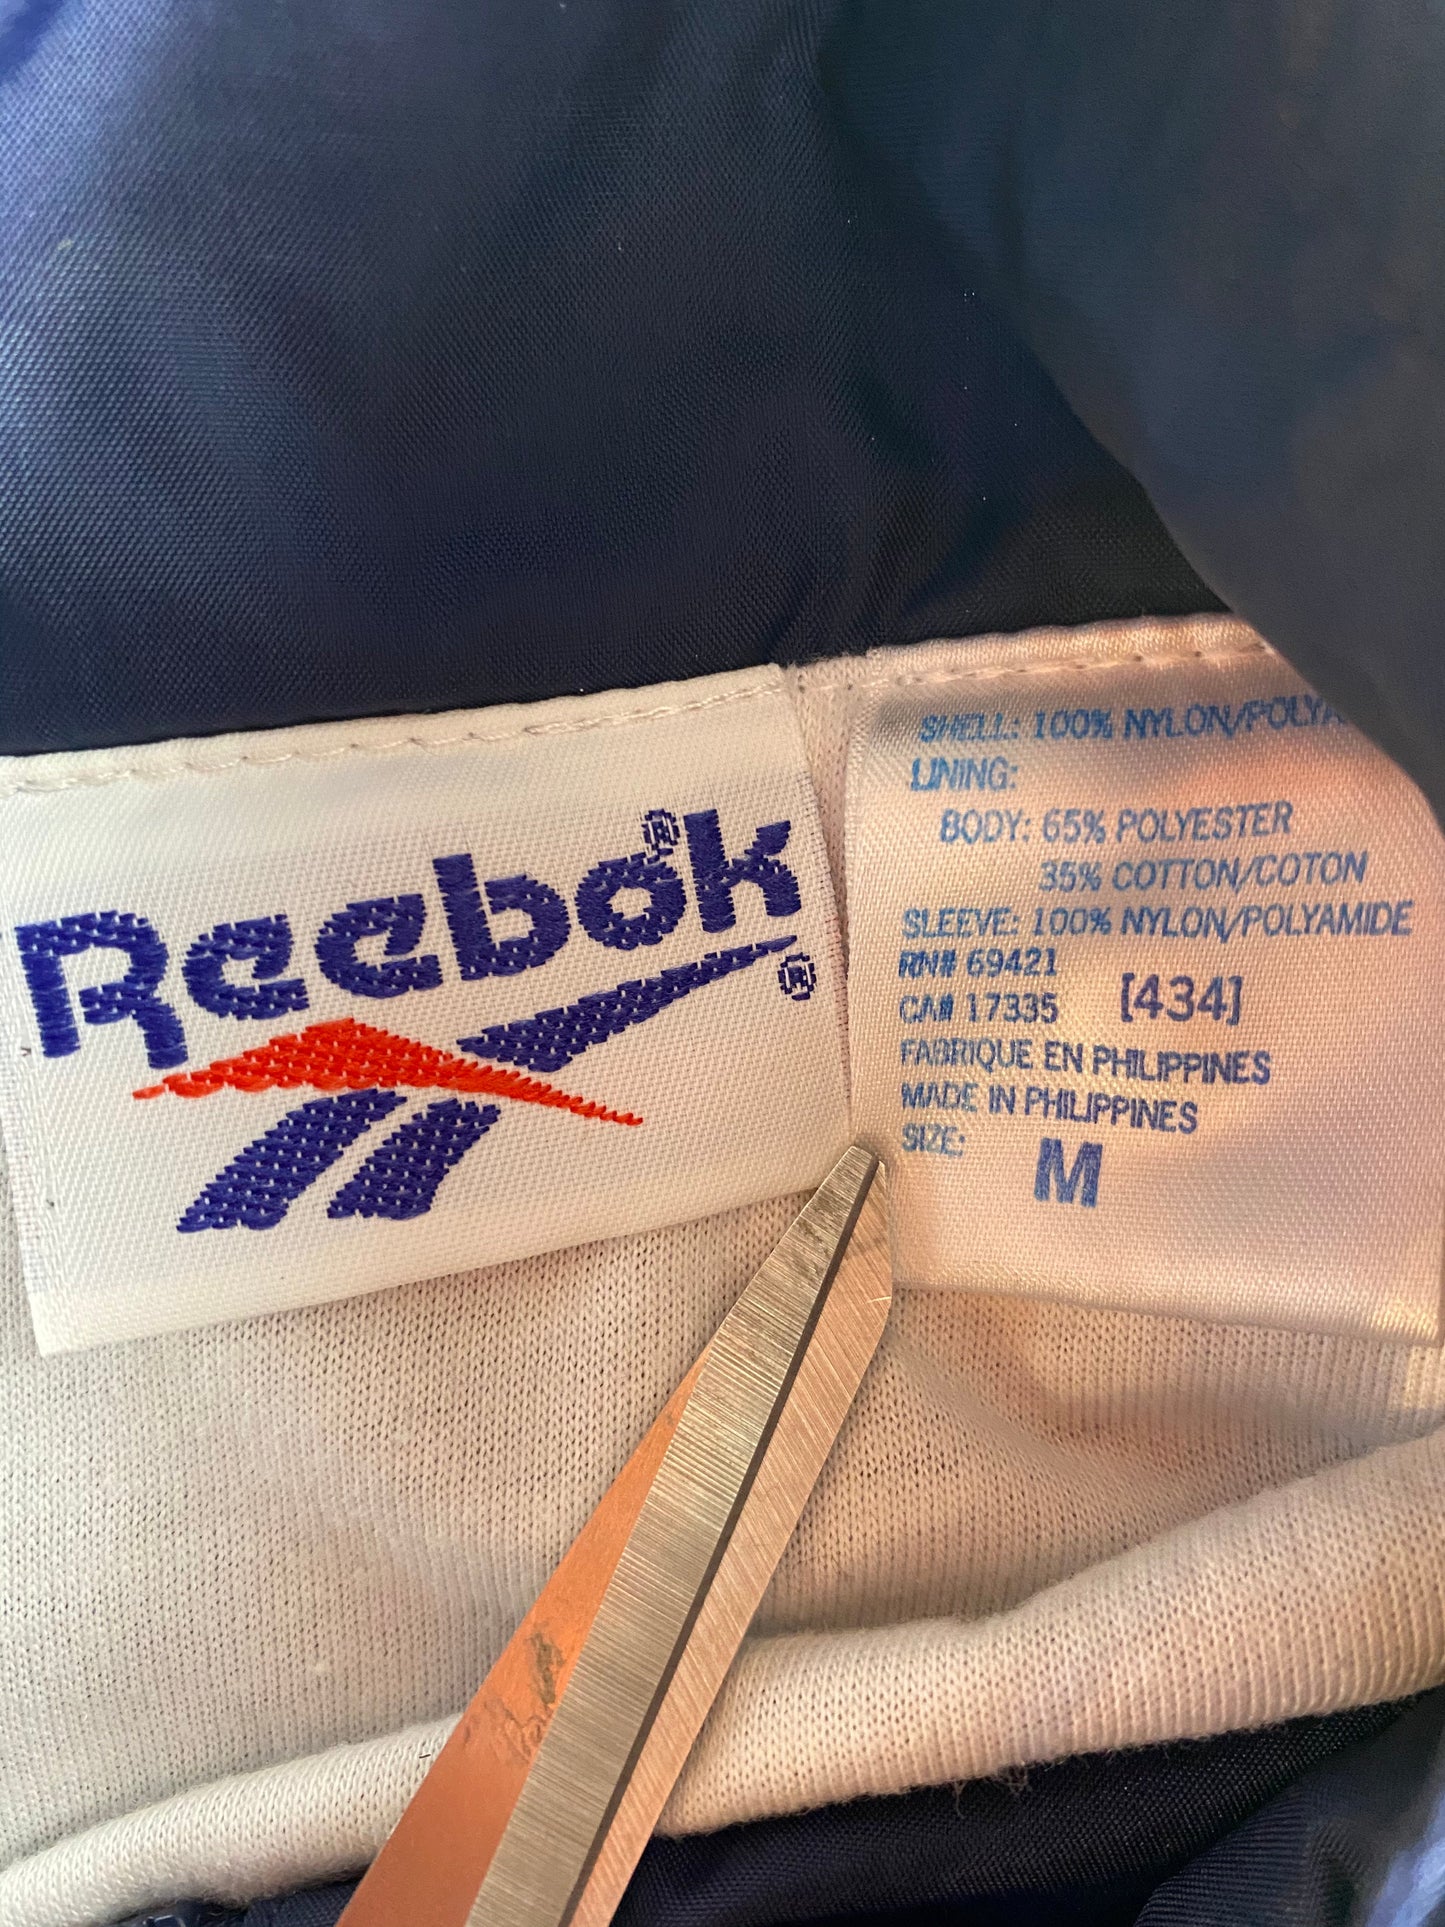 Reebok®
®
SHELL: 100% NYLON/POLYA
LINING:
BODY: 65% POLYESTER
35% COTTON/COTON
SLEEVE: 100% NYLON/POLYAMIDE
RN# 69421
CA# 17335 [434]
FABRIQUE EN PHILIPPINES
MADE IN PHILIPPINES
SIZE: M